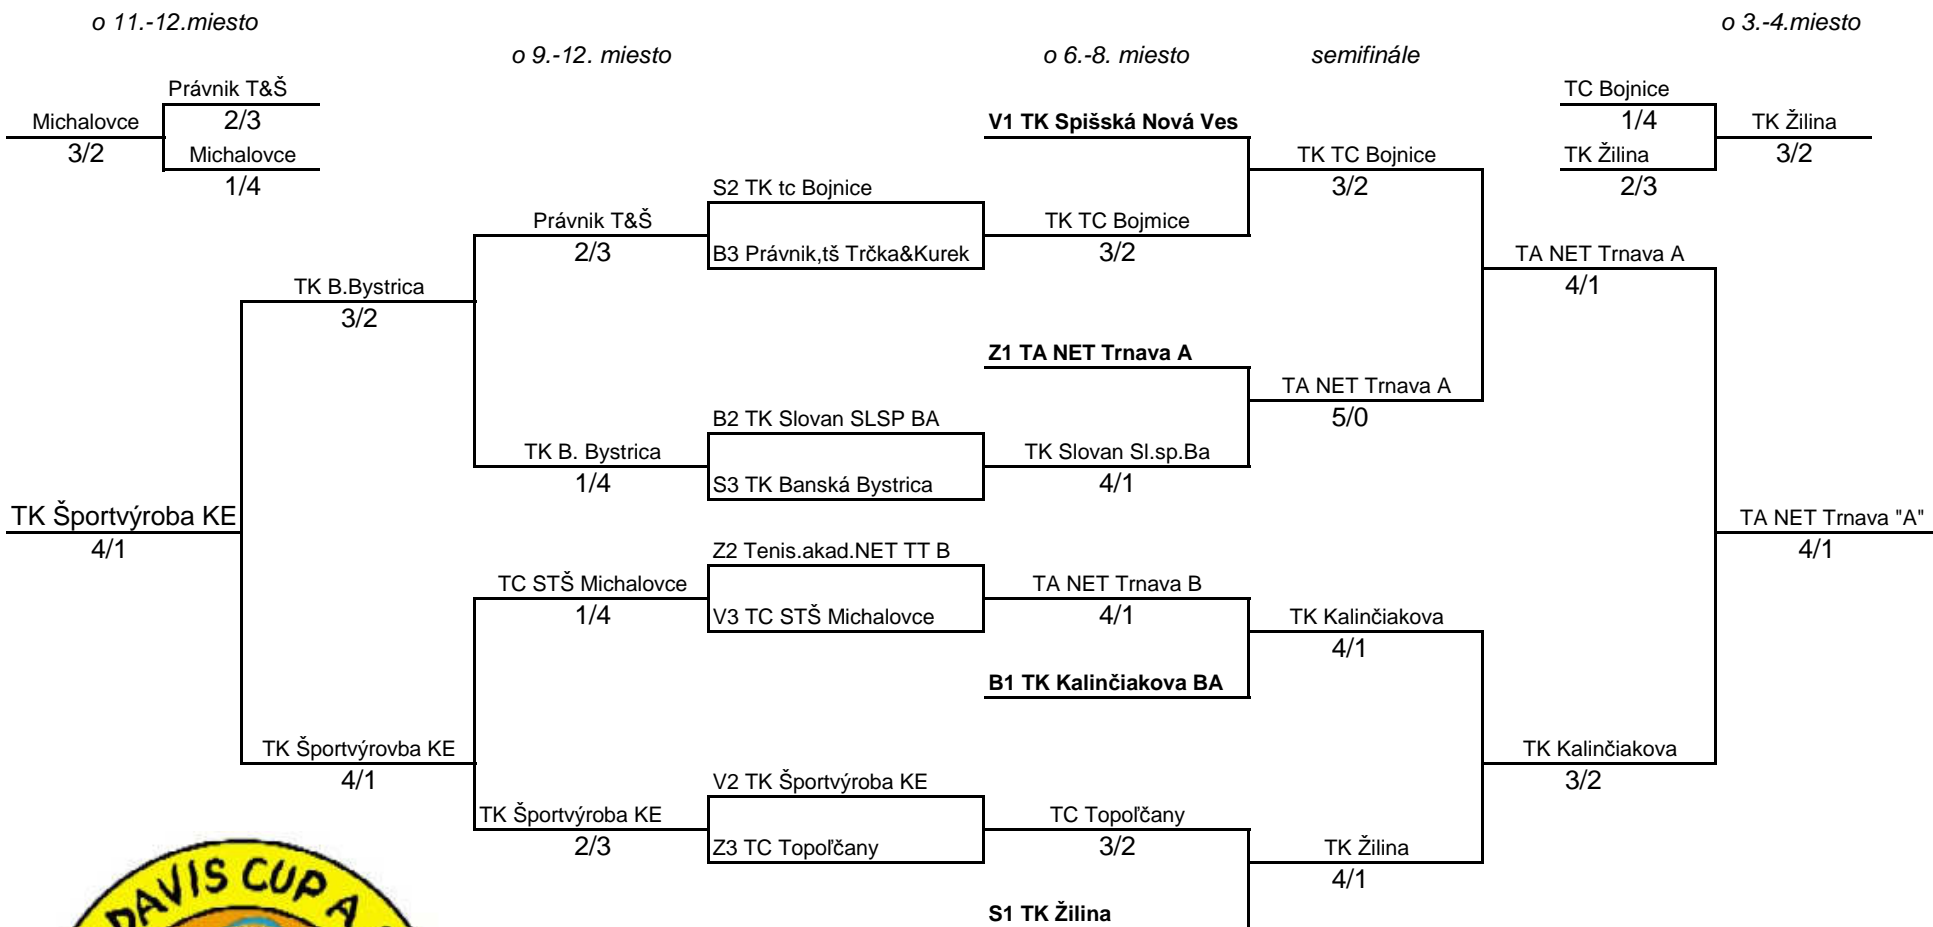 o 11.-12.miesto
o 3.-4.miesto
o 9.-12. miesto
o 6.-8. miesto
semifinále
Právnik T&Š
TC Bojnice
Michalovce
2/3
V1 TK Spišská Nová Ves
1/4
TK Žilina
3/2
Michalovce
TK TC Bojnice
TK Žilina
3/2
1/4
S2 TK tc Bojnice
3/2
2/3
Právnik T&Š
TK TC Bojmice
2/3
B3 Právnik,tš Trčka&Kurek
3/2
TA NET Trnava A
TK B.Bystrica
4/1
3/2
Z1 TA NET Trnava A
TA NET Trnava A
B2 TK Slovan SLSP BA
5/0
TK B. Bystrica
TK Slovan Sl.sp.Ba
1/4
S3 TK Banská Bystrica
4/1
TK Športvýroba KE
TA NET Trnava "A"
4/1
Z2 Tenis.akad.NET TT B
4/1
TC STŠ Michalovce
TA NET Trnava B
1/4
V3 TC STŠ Michalovce
4/1
TK Kalinčiakova
4/1
B1 TK Kalinčiakova BA
TK Športvýrovba KE
TK Kalinčiakova
4/1
V2 TK Športvýroba KE
3/2
TK Športvýroba KE
TC Topoľčany
2/3
Z3 TC Topoľčany
3/2
TK Žilina
4/1
DAVIS CUP A
S1 TK Žilina